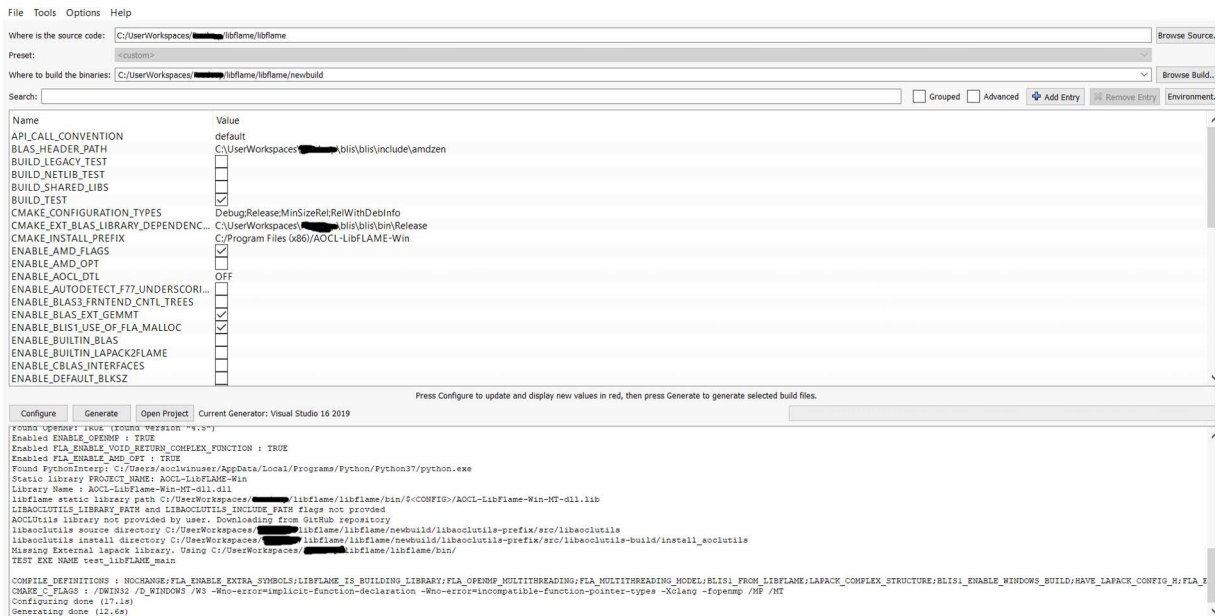 File Tools Options Help
Where is the source code: C:/UserWorkspaces/ /libflame/libflame Browse Source.
Preset: <custom>
Where to build the binaries: C:/UserWorkspaces/ /libflame/libflame/newbuild Browse Build...
Search: Grouped Advanced Add Entry Remove Entry Environment.
Name Value
API_CALL_CONVENTION default
BLAS_HEADER_PATH C:\UserWorkspaces\ \blis\blis\include\amdzen
BUILD_LEGACY_TEST
BUILD_NETLIB_TEST
BUILD_SHARED_LIBS
BUILD_TEST
CMAKE_CONFIGURATION_TYPES Debug;Release;MinSizeRel;RelWithDebInfo
CMAKE_EXT_BLAS_LIBRARY_DEPENDENC... C:\UserWorkspaces\ \blis\blis\bin\Release
CMAKE_INSTALL_PREFIX C:/Program Files (x86)/AOCL-LibFLAME-Win
ENABLE_AMD_FLAGS
ENABLE_AMD_OPT
ENABLE_AOCL_DTL OFF
ENABLE_AUTODETECT_F77_UNDERSCORI...
ENABLE_BLAS3_FRNTEND_CNTL_TREES
ENABLE_BLAS_EXT_GEMMT
ENABLE_BLIS1_USE_OF_FLA_MALLOC
ENABLE_BUILTIN_BLAS
ENABLE_BUILTIN_LAPACK2FLAME
ENABLE_CBLAS_INTERFACES
ENABLE_DEFAULT_BLKSZ
Press Configure to update and display new values in red, then press Generate to generate selected build files.
Configure Generate Open Project Current Generator: Visual Studio 16 2019
Found OpenMP: TRUE (found version "4.5")
Enabled ENABLE_OPENMP : TRUE
Enabled FLA_ENABLE_VOID_RETURN_COMPLEX_FUNCTION : TRUE
Enabled FLA_ENABLE_AMD_OPT : TRUE
Found PythonInterp: C:/Users/aoclwinuser/AppData/Local/Programs/Python/Python37/python.exe
Static library PROJECT_NAME: AOCL-LibFLAME-Win
Library Name : AOCL-LibFlame-Win-MT-dll.dll
libflame static library path C:/UserWorkspaces/ /libflame/libflame/bin/$<CONFIG>/AOCL-LibFlame-Win-MT-dll.lib
LIBAOCLUTILS_LIBRARY_PATH and LIBAOCLUTILS_INCLUDE_PATH flags not provded
AOCLUtils library not provided by user. Downloading from GitHub repository
libaoclutils source directory C:/UserWorkspaces/ libflame/libflame/newbuild/libaoclutils-prefix/src/libaoclutils
libaoclutils install directory C:/UserWorkspaces/ libflame/libflame/newbuild/libaoclutils-prefix/src/libaoclutils-build/install_aoclutils
Missing External lapack library. Using C:/UserWorkspaces/ libflame/libflame/bin/
TEST EXE NAME test_libFLAME_main
COMPILE_DEFINITIONS : NOCHANGE;FLA_ENABLE_EXTRA_SYMBOLS;LIBFLAME_IS_BUILDING_LIBRARY;FLA_OPENMP_MULTITHREADING;FLA_MULTITHREADING_MODEL;BLIS1_FROM_LIBFLAME;LAPACK_COMPLEX_STRUCTURE;BLIS1_ENABLE_WINDOWS_BUILD;HAVE_LAPACK_CONFIG_H;FLA_E
CMAKE_C_FLAGS : /DWIN32 /D_WINDOWS /W3 -Wno-error=implicit-function-declaration -Wno-error=incompatible-function-pointer-types -Xclang -fopenmp /MP /MT
Configuring done (17.1s)
Generating done (12.6s)